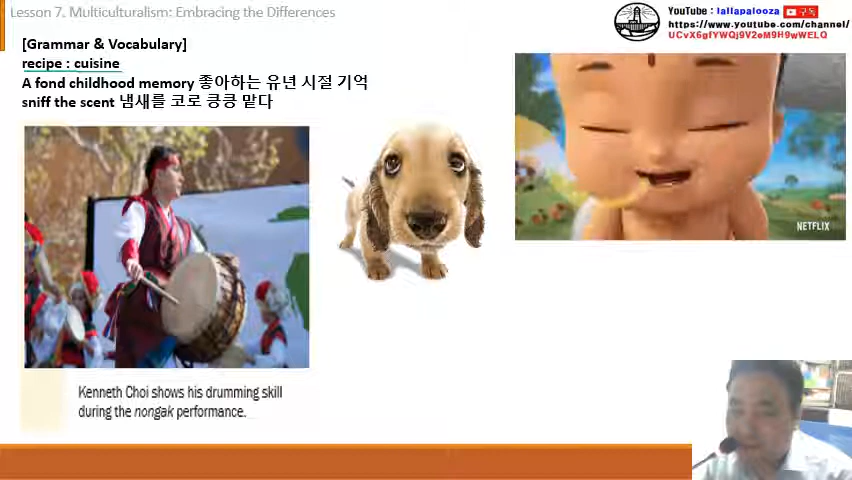 Lesson 7. Multiculturalism: Embracing the Differences
YouTube : lallapalooza 구독
https://www.youtube.com/channel/
UCvX6gfYWQj9V2eM9H9wWELQ
[Grammar & Vocabulary]
recipe : cuisine
A fond childhood memory 좋아하는 유년 시절 기억
sniff the scent 냄새를 코로 킁킁 맡다
NETFLIX
Kenneth Choi shows his drumming skill
during the nongak performance.